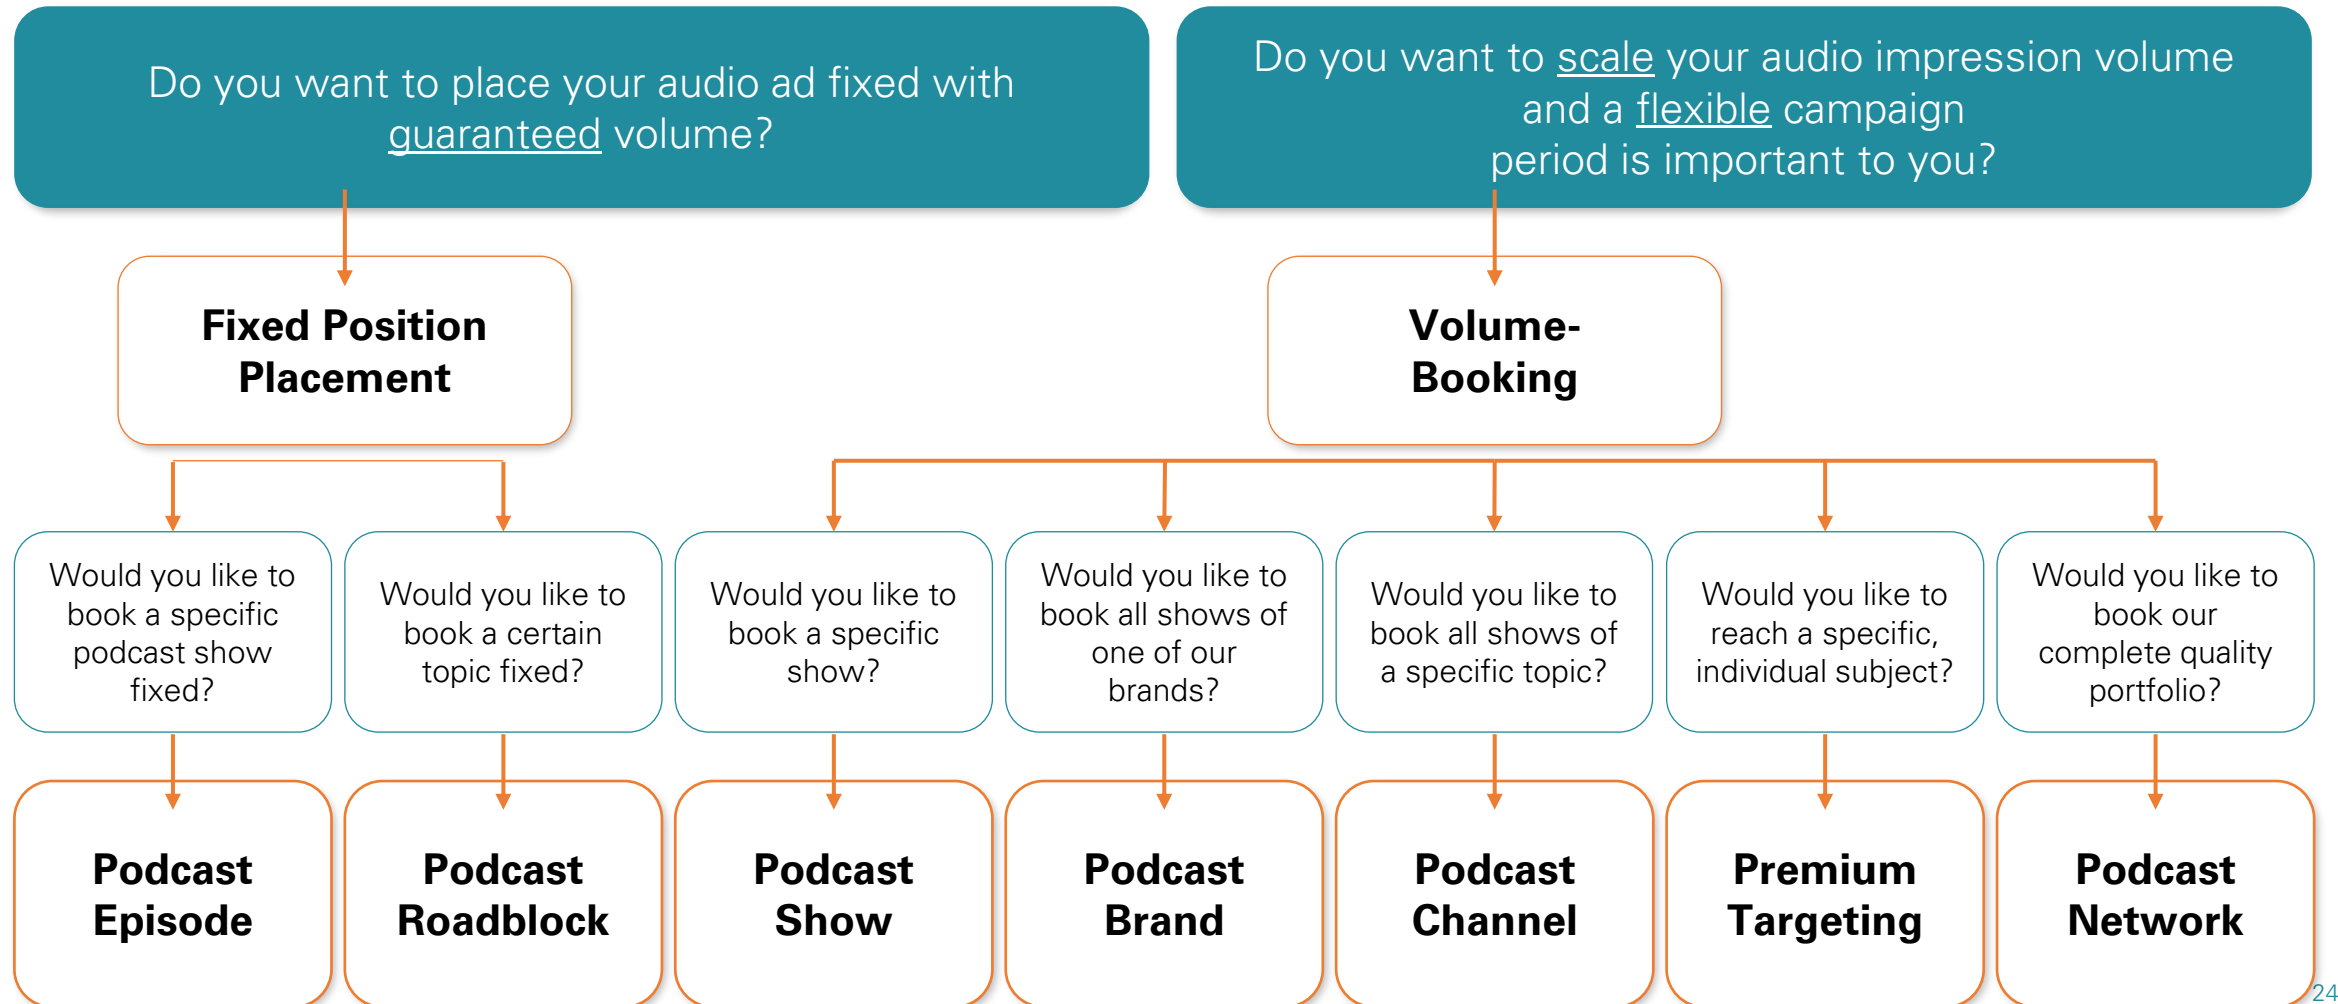 Do you want to place your audio ad fixed with
guaranteed volume?
Do you want to scale your audio impression volume
and a flexible campaign
period is important to you?
Fixed Position
Placement
Volume-
Booking
Would you like to
book a specific
podcast show
fixed?
Would you like to
book a certain
topic fixed?
Would you like to
book a specific
show?
Would you like to
book all shows of
one of our
brands?
Would you like to
book all shows of
a specific topic?
Would you like to
reach a specific,
individual subject?
Would you like to
book our
complete quality
portfolio?
Podcast
Episode
Podcast
Roadblock
Podcast
Show
Podcast
Brand
Podcast
Channel
Premium
Targeting
Podcast
Network
24